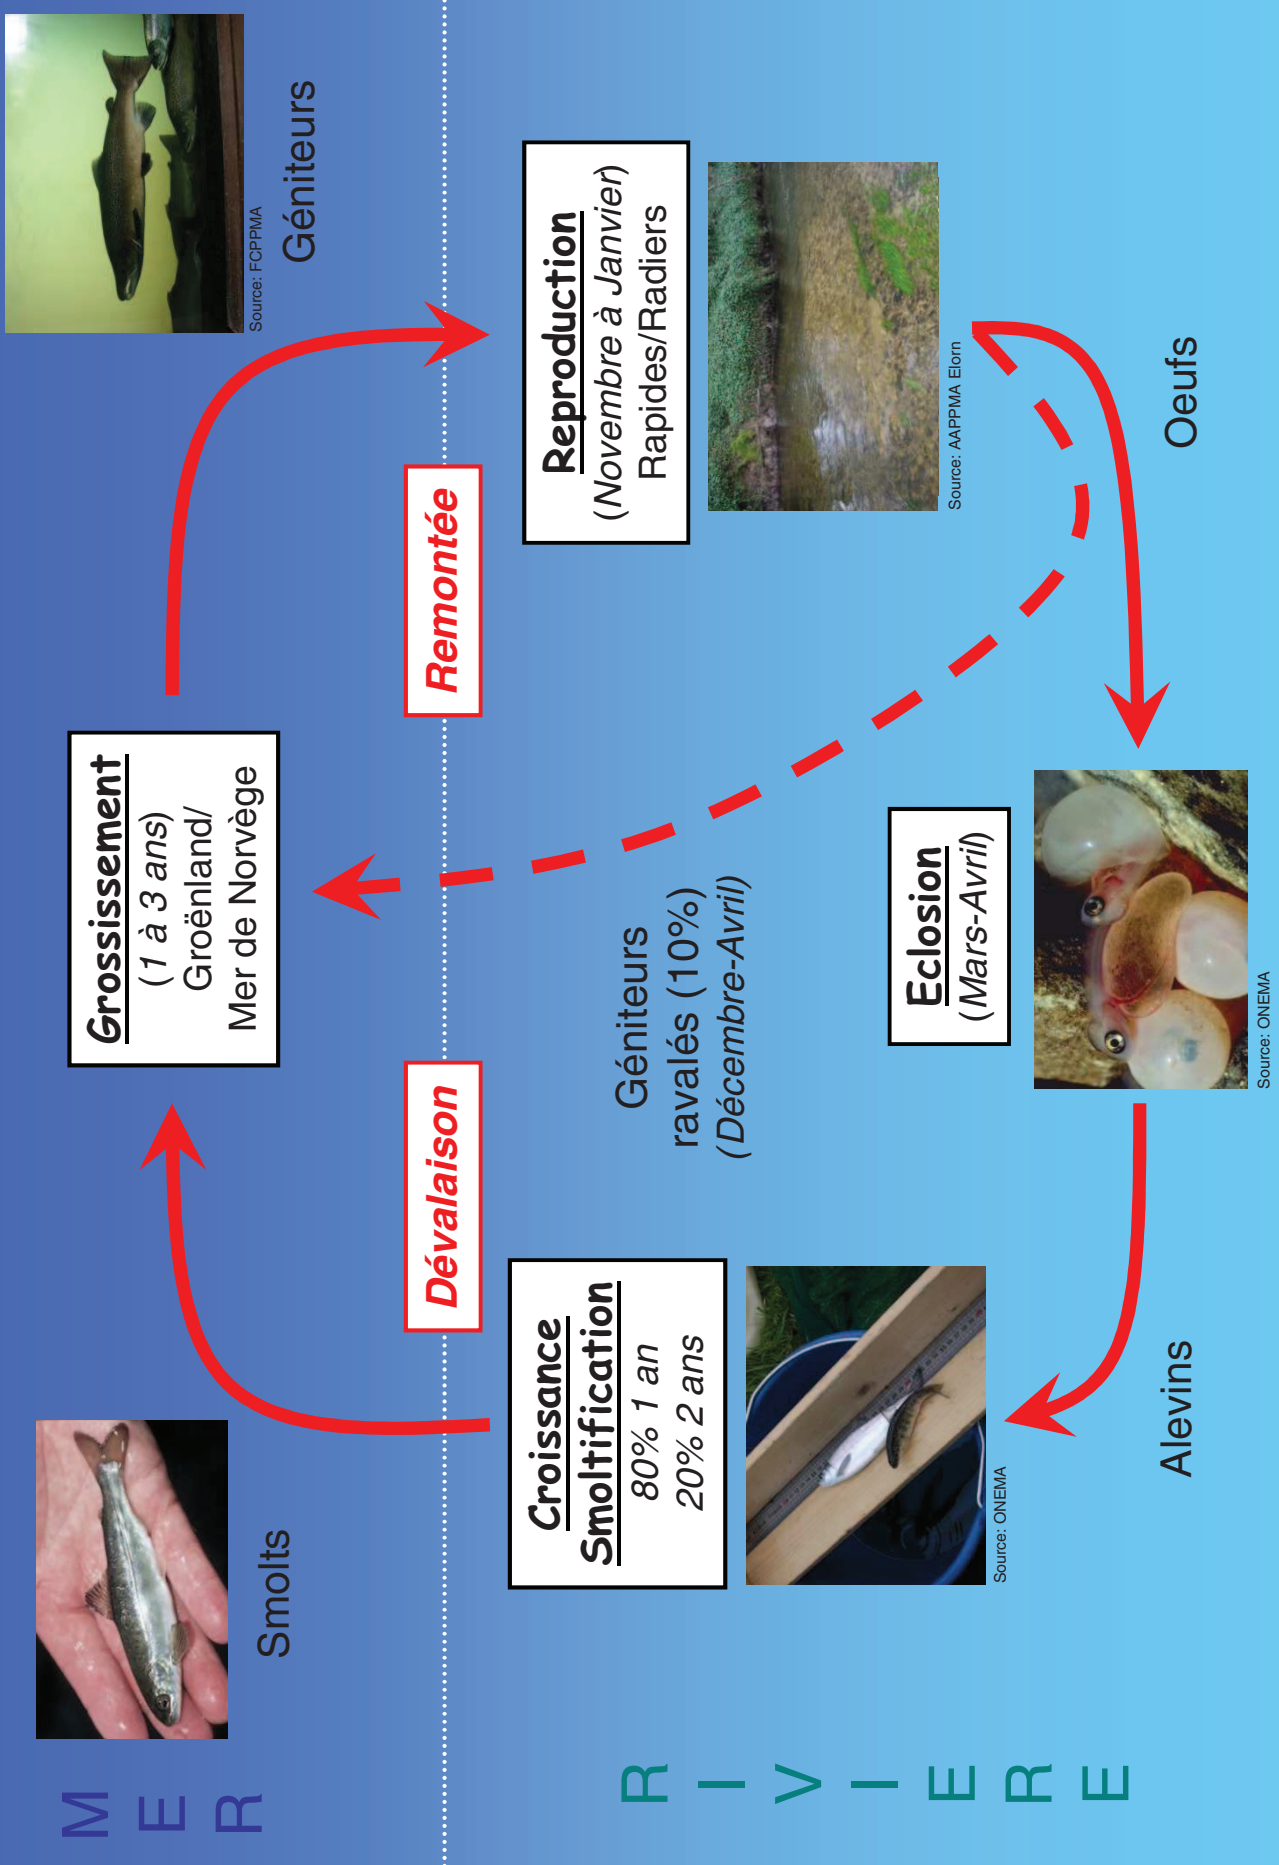 MER
Smolts
Grossissement
(1 à 3 ans)
Groënland/
Mer de Norvège
Source: FCPPMA
Géniteurs
Dévalaison
Remontée
RIVIERE
Croissance
Smoltification
80% 1 an
20% 2 ans
Source: ONEMA
Géniteurs
ravalés (10%)
(Décembre-Avril)
Reproduction
(Novembre à Janvier)
Rapides/Radiers
Source: AAPPMA Elorn
Eclosion
(Mars-Avril)
Source: ONEMA
Alevins
Oeufs